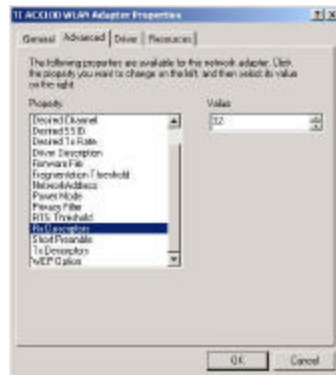 TI ACX100 WLAN Adapter Properties
General Advanced Driver Resources
The following properties are available for this network adapter. Click
the property you want to change on the left, and then select its value
on the right.
Property:
Value:
Desired Channel
Desired SSID
Desired Tx Rate
Driver Description
Firmware File
Fragmentation Threshold
NetworkAddress
Power Mode
Privacy Filter
RTS Threshold
Rx Descriptors
Short Preamble
Tx Descriptors
WEP Option
32
OK Cancel